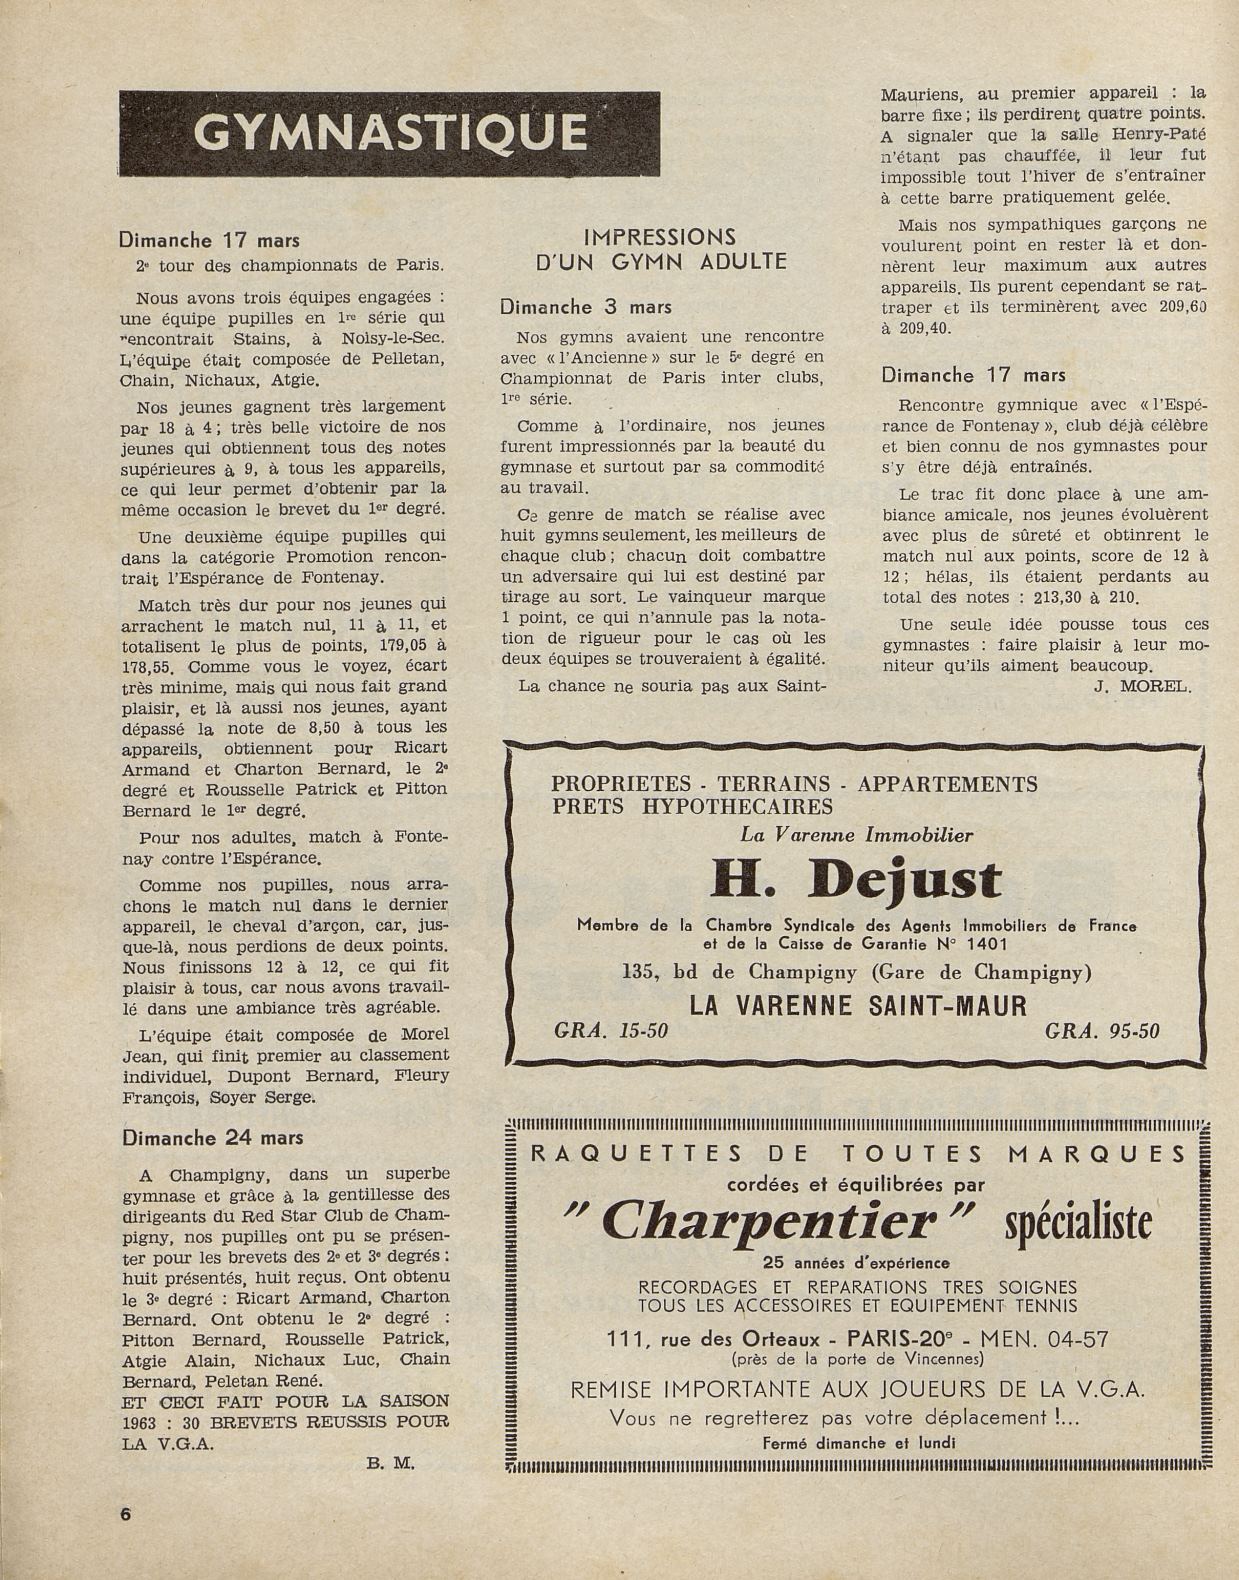 GYMNASTIQUE
Dimanche 17 mars
2e tour des championnats de Paris.
Nous avons trois équipes engagées :
une équipe pupilles en 1re série qui
rencontrait Stains, à Noisy-le-Sec.
L'équipe était composée de Pelletan,
Chain, Nichaux, Atgie.
Nos jeunes gagnent très largement
par 18 à 4 ; très belle victoire de nos
jeunes qui obtiennent tous des notes
supérieures à 9, à tous les appareils,
ce qui leur permet d'obtenir par la
même occasion le brevet du 1er degré.
Une deuxième équipe pupilles qui
dans la catégorie Promotion rencon-
trait l'Espérance de Fontenay.
Match très dur pour nos jeunes qui
arrachent le match nul, 11 à 11, et
totalisent le plus de points, 179,05 à
178,55. Comme vous le voyez, écart
très minime, mais qui nous fait grand
plaisir, et là aussi nos jeunes, ayant
dépassé la note de 8,50 à tous les
appareils, obtiennent pour Ricart
Armand et Charton Bernard, le 2e
degré et Rousselle Patrick et Pitton
Bernard le 1er degré.
Pour nos adultes, match à Fonte-
nay contre l'Espérance.
Comme nos pupilles, nous arra-
chons le match nul dans le dernier
appareil, le cheval d'arçon, car, jus-
que-là, nous perdions de deux points.
Nous finissons 12 à 12, ce qui fit
plaisir à tous, car nous avons travail-
lé dans une ambiance très agréable.
L'équipe était composée de Morel
Jean, qui finit premier au classement
individuel, Dupont Bernard, Fleury
François, Soyer Serge.
Dimanche 24 mars
A Champigny, dans un superbe
gymnase et grâce à la gentillesse des
dirigeants du Red Star Club de Cham-
pigny, nos pupilles ont pu se présen-
ter pour les brevets des 2e et 3e degrés :
huit présentés, huit reçus. Ont obtenu
le 3e degré : Ricart Armand, Charton
Bernard. Ont obtenu le 2e degré :
Pitton Bernard, Rousselle Patrick,
Atgie Alain, Nichaux Luc, Chain
Bernard, Peletan René.
ET CECI FAIT POUR LA SAISON
1963 : 30 BREVETS REUSSIS POUR
LA V.G.A.
B. M.
IMPRESSIONS
D'UN GYMN ADULTE
Dimanche 3 mars
Nos gymns avaient une rencontre
avec « l'Ancienne » sur le 5e degré en
Championnat de Paris inter clubs,
1re série.
Comme à l'ordinaire, nos jeunes
furent impressionnés par la beauté du
gymnase et surtout par sa commodité
au travail.
Ce genre de match se réalise avec
huit gymns seulement, les meilleurs de
chaque club ; chacun doit combattre
un adversaire qui lui est destiné par
tirage au sort. Le vainqueur marque
1 point, ce qui n'annule pas la nota-
tion de rigueur pour le cas où les
deux équipes se trouveraient à égalité.
La chance ne souria pas aux Saint-
Mauriens, au premier appareil : la
barre fixe ; ils perdirent quatre points.
A signaler que la salle Henry-Paté
n'étant pas chauffée, il leur fut
impossible tout l'hiver de s'entraîner
à cette barre pratiquement gelée.
Mais nos sympathiques garçons ne
voulurent point en rester là et don-
nèrent leur maximum aux autres
appareils. Ils purent cependant se rat-
traper et ils terminèrent avec 209,60
à 209,40.
Dimanche 17 mars
Rencontre gymnique avec « l'Espé-
rance de Fontenay », club déjà célèbre
et bien connu de nos gymnastes pour
s'y être déjà entraînés.
Le trac fit donc place à une am-
biance amicale, nos jeunes évoluèrent
avec plus de sûreté et obtinrent le
match nul aux points, score de 12 à
12 ; hélas, ils étaient perdants au
total des notes : 213,30 à 210.
Une seule idée pousse tous ces
gymnastes : faire plaisir à leur mo-
niteur qu'ils aiment beaucoup.
J. MOREL.
PROPRIETES - TERRAINS - APPARTEMENTS
PRETS HYPOTHECAIRES
La Varenne Immobilier
H. Dejust
Membre de la Chambre Syndicale des Agents Immobiliers de France
et de la Caisse de Garantie N° 1401
135, bd de Champigny (Gare de Champigny)
LA VARENNE SAINT-MAUR
GRA. 15-50 GRA. 95-50
RAQUETTES DE TOUTES MARQUES
cordées et équilibrées par
"Charpentier" spécialiste
25 années d'expérience
RECORDAGES ET REPARATIONS TRES SOIGNES
TOUS LES ACCESSOIRES ET EQUIPEMENT TENNIS
111, rue des Orteaux - PARIS-20e - MEN. 04-57
(près de la porte de Vincennes)
REMISE IMPORTANTE AUX JOUEURS DE LA V.G.A.
Vous ne regretterez pas votre déplacement !...
Fermé dimanche et lundi
6